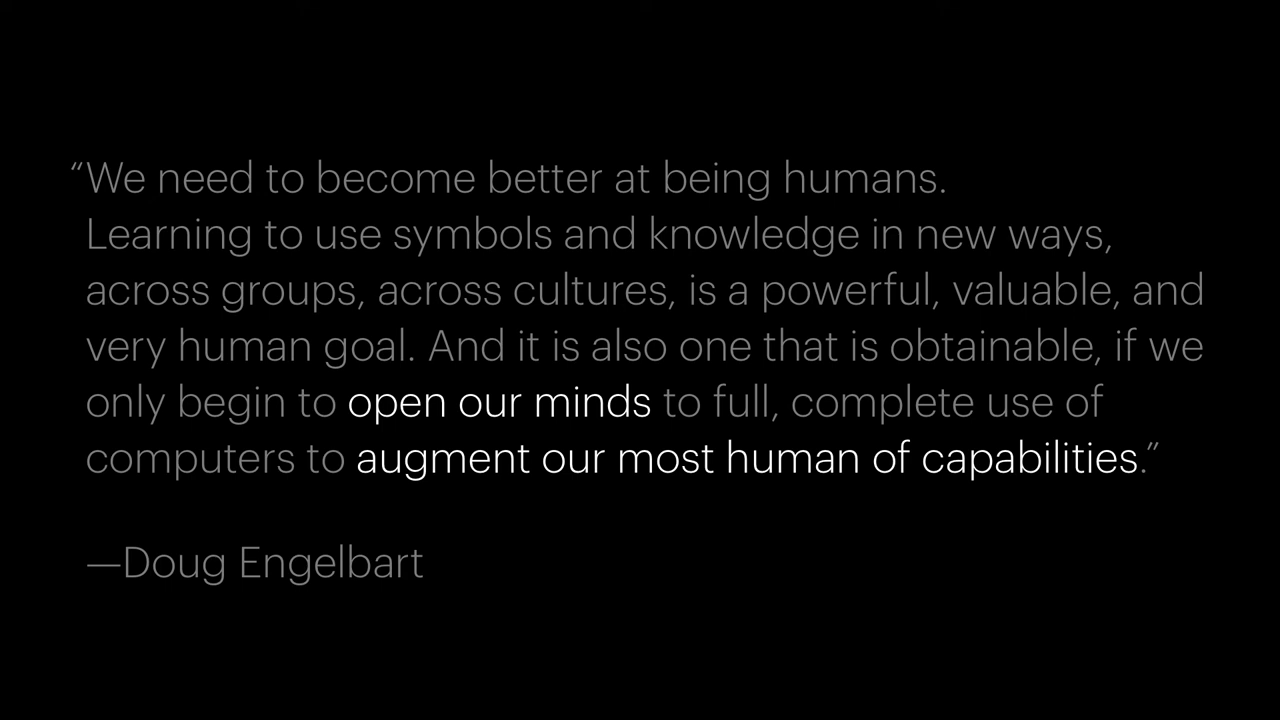 “We need to become better at being humans.
Learning to use symbols and knowledge in new ways,
across groups, across cultures, is a powerful, valuable, and
very human goal. And it is also one that is obtainable, if we
only begin to open our minds to full, complete use of
computers to augment our most human of capabilities.”
—Doug Engelbart